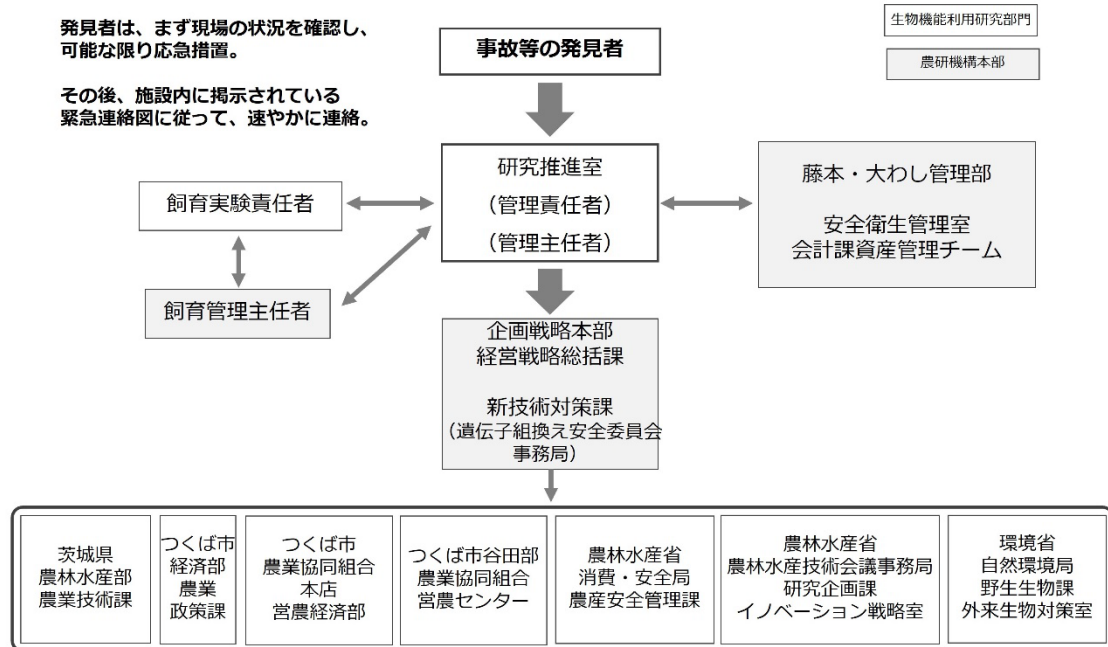 発見者は、まず現場の状況を確認し、
可能な限り応急措置。
その後、施設内に掲示されている
緊急連絡図に従って、速やかに連絡。
事故等の発見者
生物機能利用研究部門
農研機構本部
研究推進室
（管理責任者）
（管理主任者）
飼育実験責任者
飼育管理主任者
藤本・大わし管理部
安全衛生管理室
会計課資産管理チーム
企画戦略本部
経営戦略総括課
新技術対策課
（遺伝子組換え安全委員会
事務局）
茨城県
農林水産部
農業技術課
つくば市
経済部
農業
政策課
つくば市
農業協同組合
本店
営農経済部
つくば市谷田部
農業協同組合
営農センター
農林水産省
消費・安全局
農産安全管理課
農林水産省
農林水産技術会議事務局
研究企画課
イノベーション戦略室
環境省
自然環境局
野生生物課
外来生物対策室